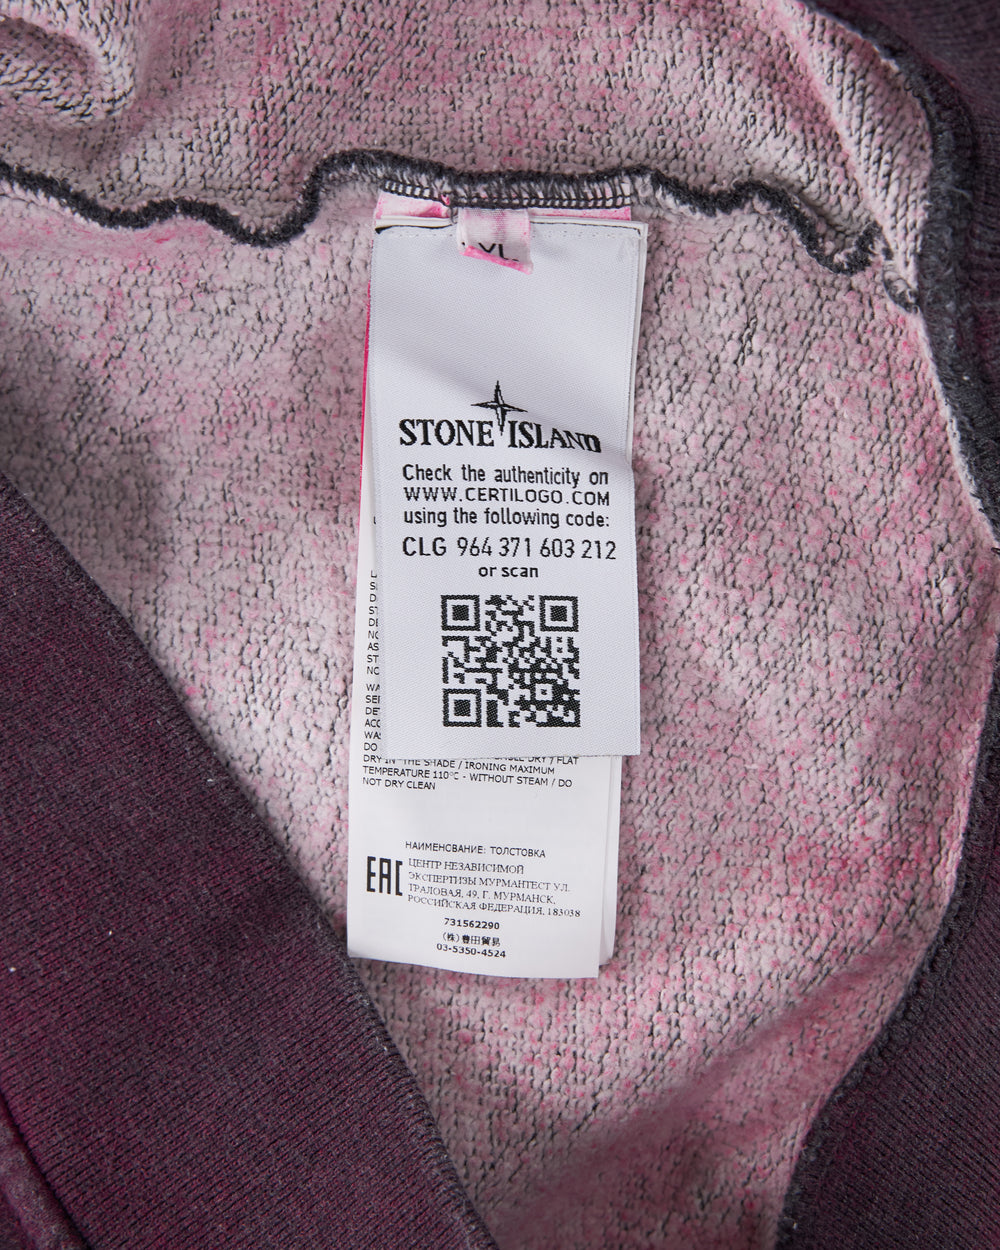 XL
STONE ISLAND
Check the authenticity on
WWW.CERTILOGO.COM
using the following code:
CLG 964 371 603 212
or scan
DO
DRY IN THE SHADE / IRONING MAXIMUM
TEMPERATURE 110°C - WITHOUT STEAM / DO
NOT DRY CLEAN
НАИМЕНОВАНИЕ: ТОЛСТОВКА
EAC
ЦЕНТР НЕЗАВИСИМОЙ
ЭКСПЕРТИЗЫ МУРМАНТЕСТ УЛ.
ТРАЛОВАЯ, 49, Г. МУРМАНСК,
РОССИЙСКАЯ ФЕДЕРАЦИЯ, 183038
731562290
(株)豊田貿易
03-5350-4524